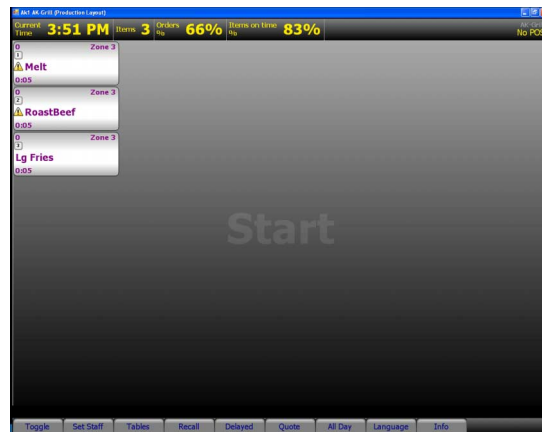 Ak1 AK-Grill (Production Layout)
Current Time 3:51 PM Items 3 Orders % 66% Items on time % 83%
AK-Gril
No POS
0 Zone 3
1
Melt
0:05
0 Zone 3
2
RoastBeef
0:05
0 Zone 3
3
Lg Fries
0:05
Start
Toggle Set Staff Tables Recall Delayed Quote All Day Language Info